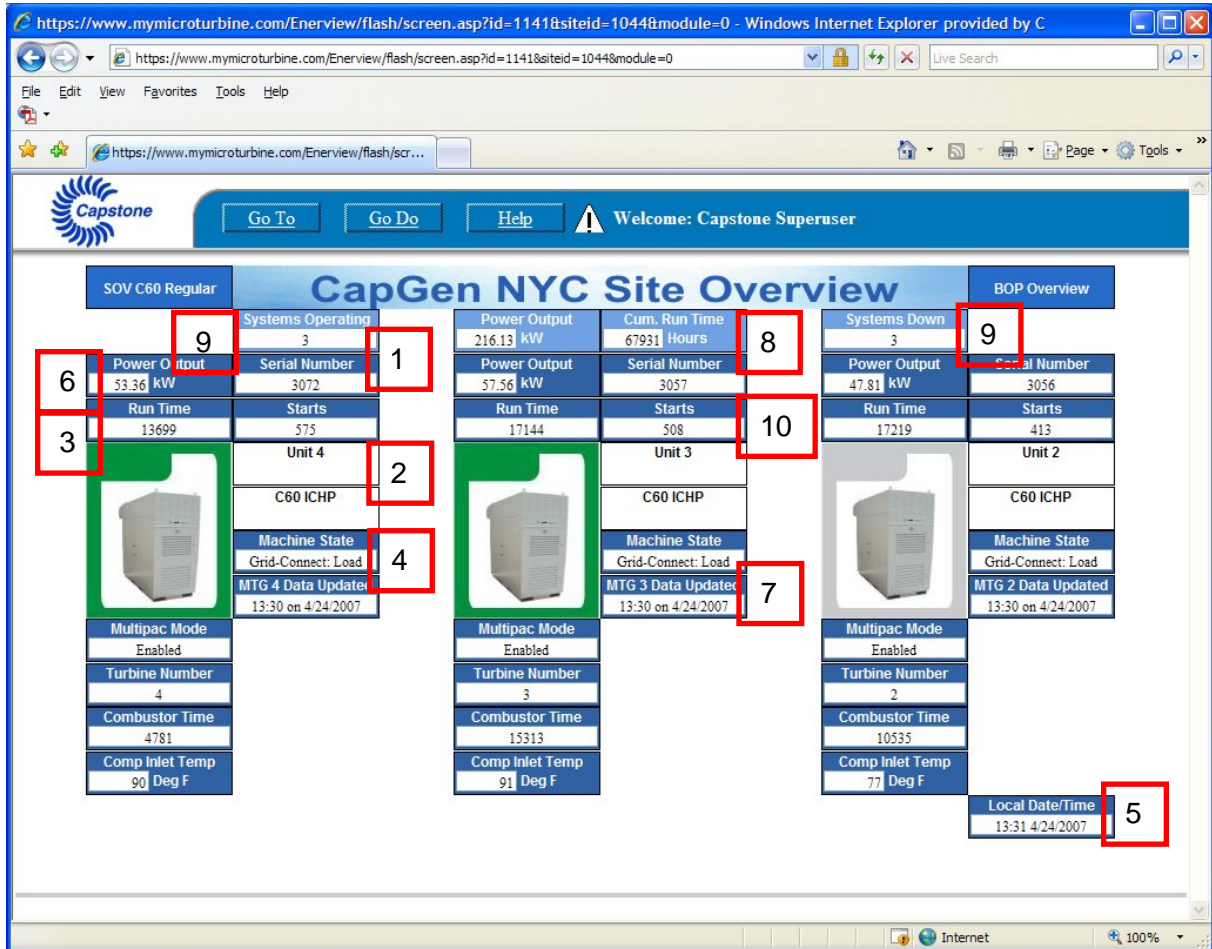 https://www.mymicroturbine.com/Enerview/flash/screen.asp?id=1141&siteid=1044&module=0 - Windows Internet Explorer provided by C
https://www.mymicroturbine.com/Enerview/flash/screen.asp?id=1141&siteid=1044&module=0 Live Search
File Edit View Favorites Tools Help
https://www.mymicroturbine.com/Enerview/flash/scr... Page Tools
Capstone Go To Go Do Help Welcome: Capstone Superuser
SOV C60 Regular CapGen NYC Site Overview BOP Overview
9 Systems Operating Power Output Cum. Run Time 8 Systems Down 9
3 216.13 kW 67931 Hours 3
6 Power Output Serial Number 1 Power Output Serial Number Power Output Serial Number
53.36 kW 3072 57.56 kW 3057 47.81 kW 3056
3 Run Time Starts Run Time Starts 10 Run Time Starts
13699 575 17144 508 17219 413
Unit 4 2 Unit 3 Unit 2
C60 ICHP C60 ICHP C60 ICHP
Machine State 4 Machine State Machine State
Grid-Connect: Load Grid-Connect: Load Grid-Connect: Load
MTG 4 Data Updated MTG 3 Data Updated 7 MTG 2 Data Updated
13:30 on 4/24/2007 13:30 on 4/24/2007 13:30 on 4/24/2007
Multipac Mode Multipac Mode Multipac Mode
Enabled Enabled Enabled
Turbine Number Turbine Number Turbine Number
4 3 2
Combustor Time Combustor Time Combustor Time
4781 15313 10535
Comp Inlet Temp Comp Inlet Temp Comp Inlet Temp
90 Deg F 91 Deg F 77 Deg F
Local Date/Time 5
13:31 4/24/2007
Internet 100%